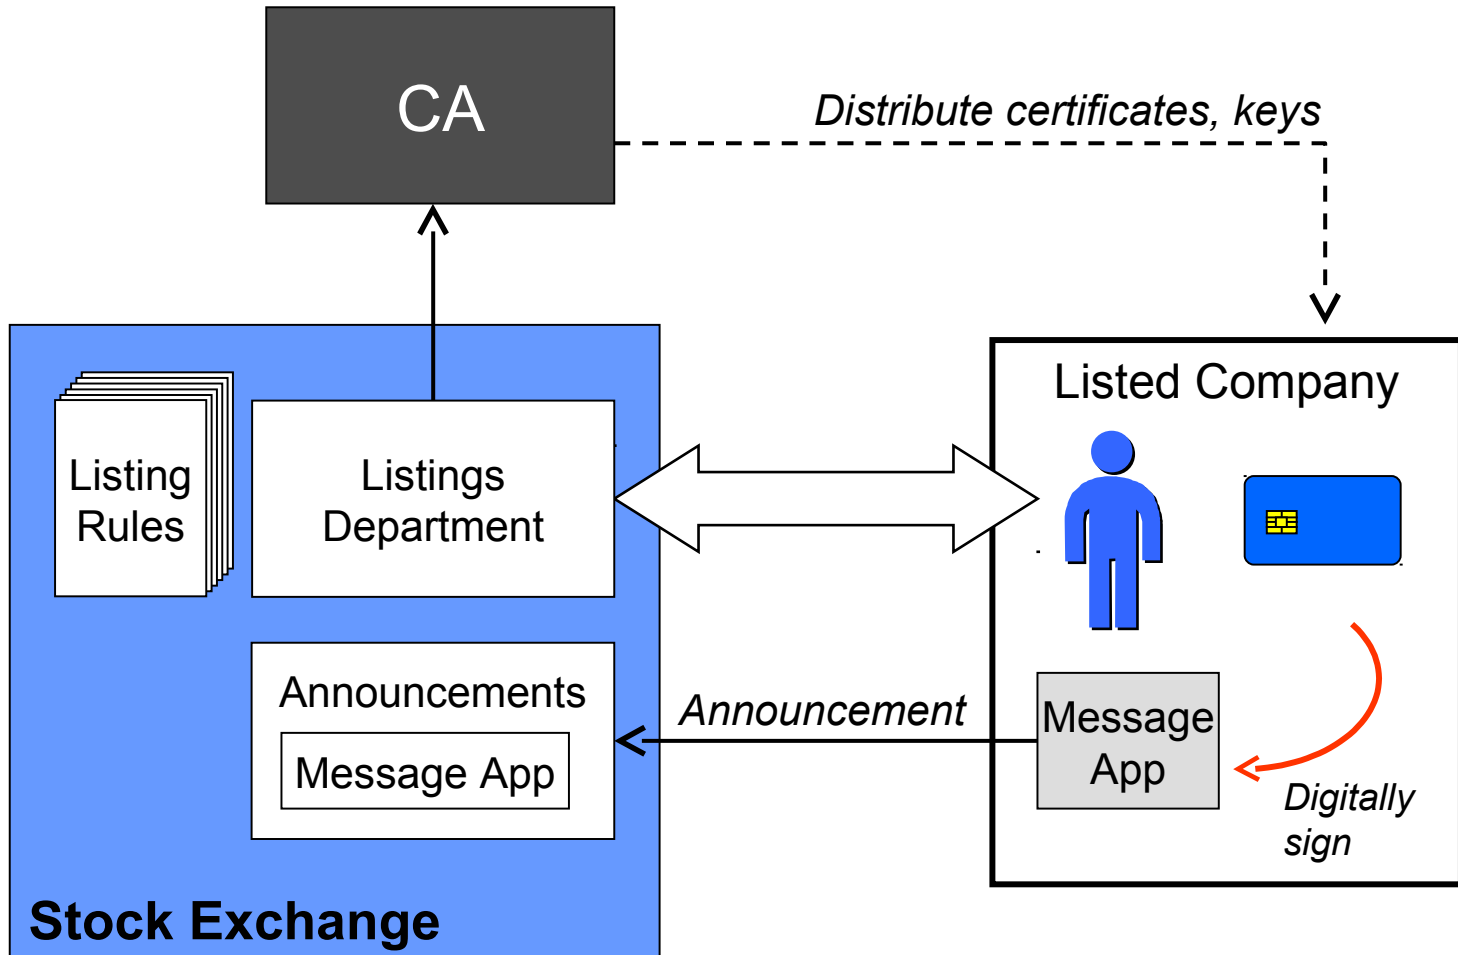 CA
Distribute certificates, keys
Listing
Rules
Listings
Department
Listed Company
Announcements
Message App
Announcement
Message
App
Digitally
sign
Stock Exchange